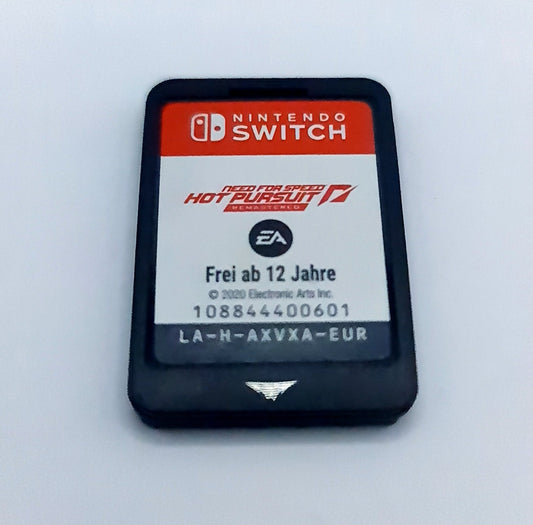 NINTENDO
SWITCH
NEED FOR SPEED
HOT PURSUIT
REMASTERED
EA
Frei ab 12 Jahre
© 2020 Electronic Arts Inc.
108844400601
LA-H-AXVXA-EUR